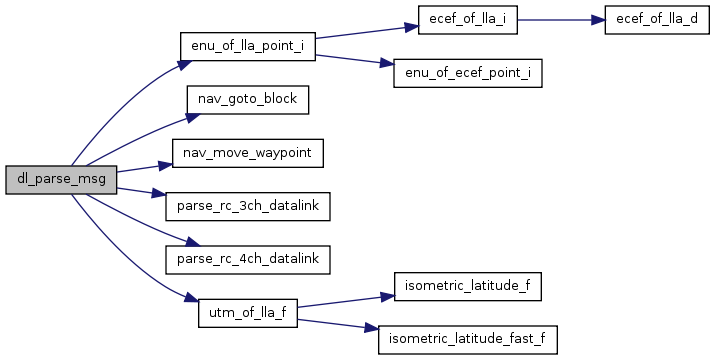 ecef_of_lla_i
ecef_of_lla_d
enu_of_lla_point_i
enu_of_ecef_point_i
nav_goto_block
nav_move_waypoint
dl_parse_msg
parse_rc_3ch_datalink
parse_rc_4ch_datalink
isometric_latitude_f
utm_of_lla_f
isometric_latitude_fast_f